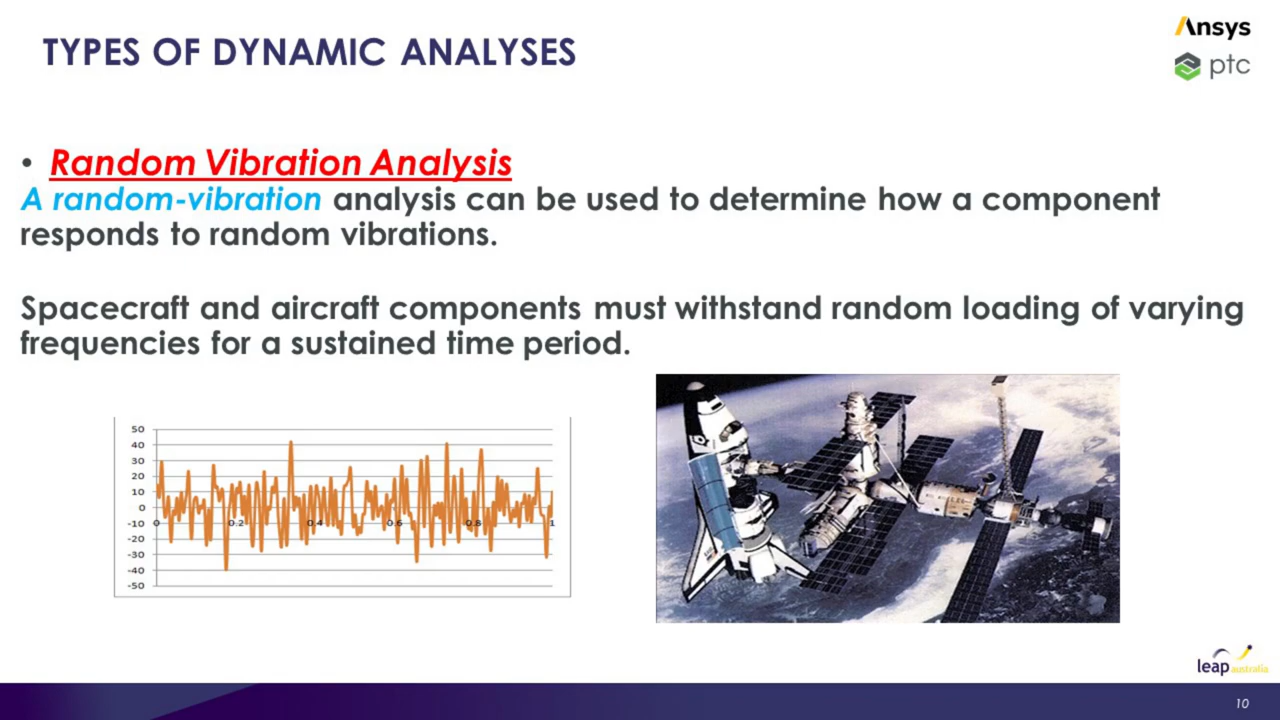 TYPES OF DYNAMIC ANALYSES
Ansys
ptc
• Random Vibration Analysis
A random-vibration analysis can be used to determine how a component
responds to random vibrations.
Spacecraft and aircraft components must withstand random loading of varying
frequencies for a sustained time period.
50
40
30
20
10
0
-10
-20
-30
-40
-50
0 0.2 0.4 0.6 0.8 1
leap australia
10